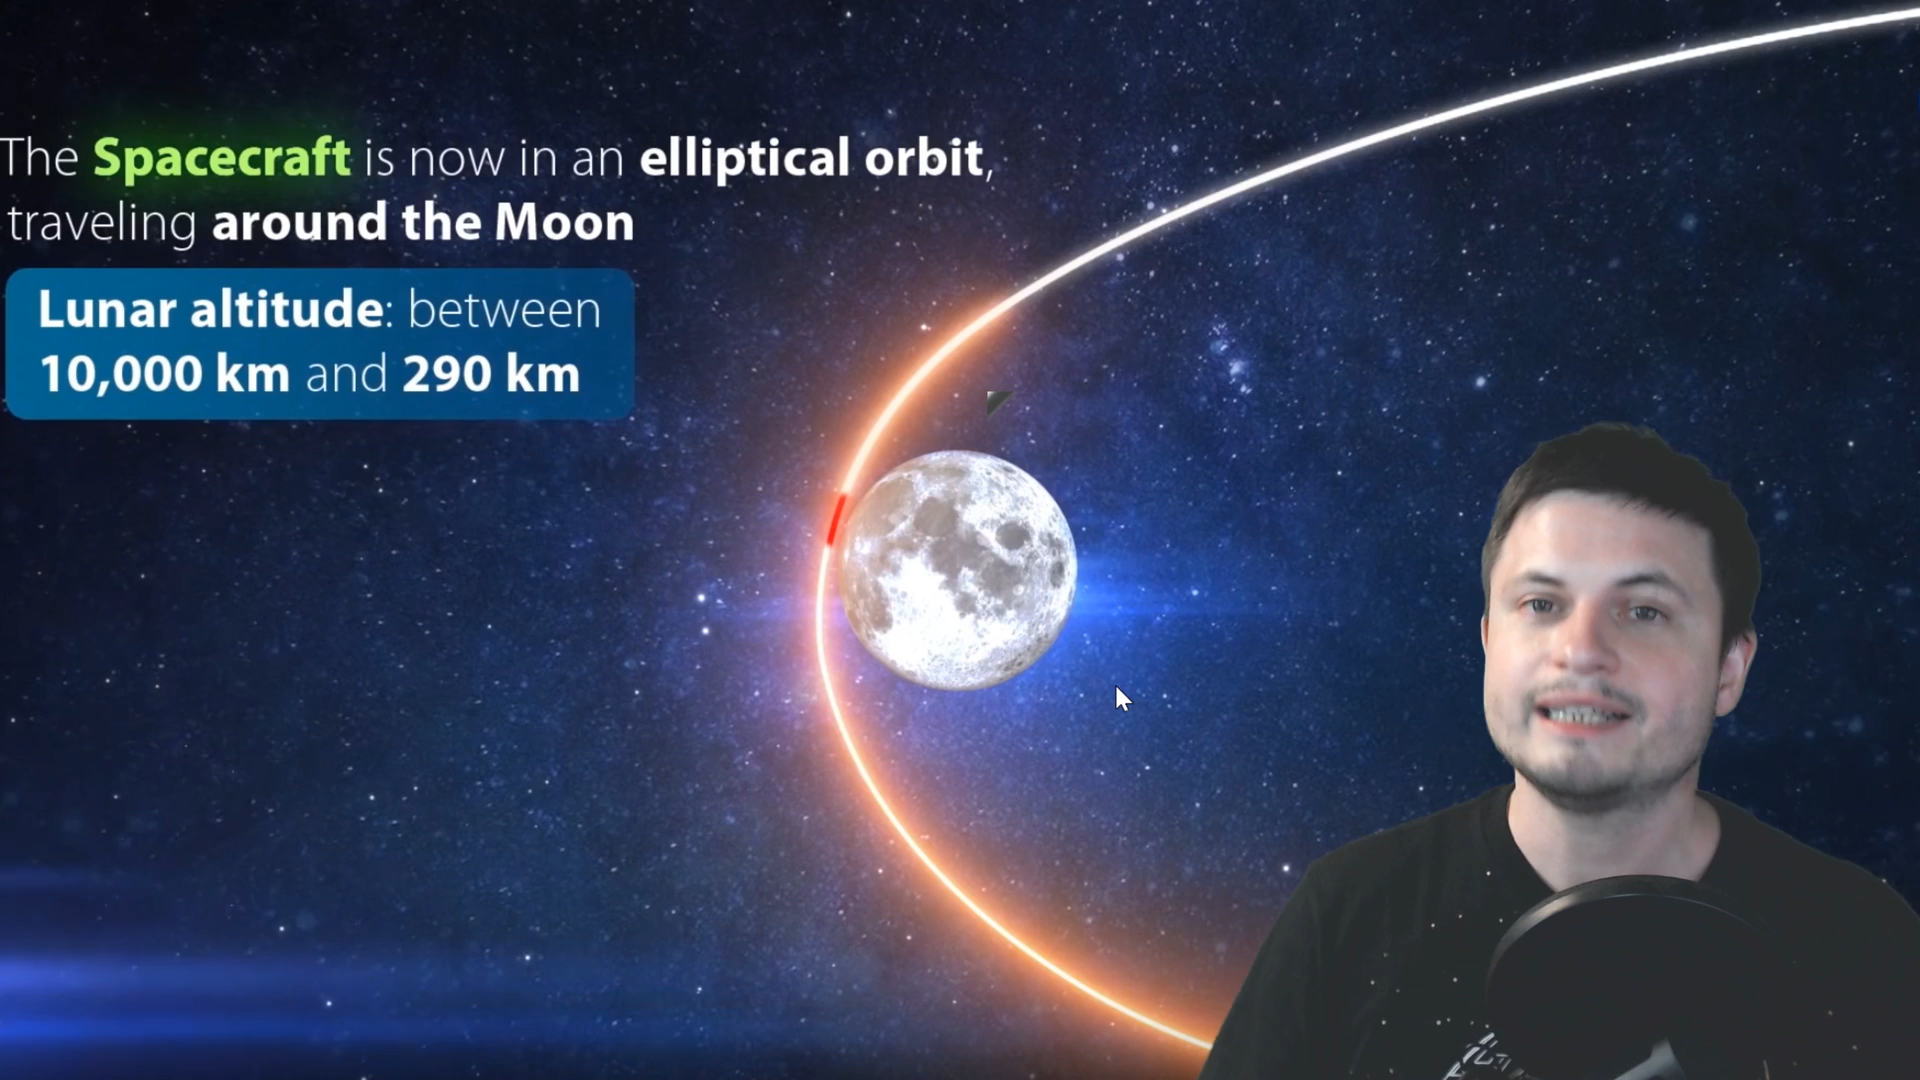 The Spacecraft is now in an elliptical orbit,
traveling around the Moon
Lunar altitude: between
10,000 km and 290 km